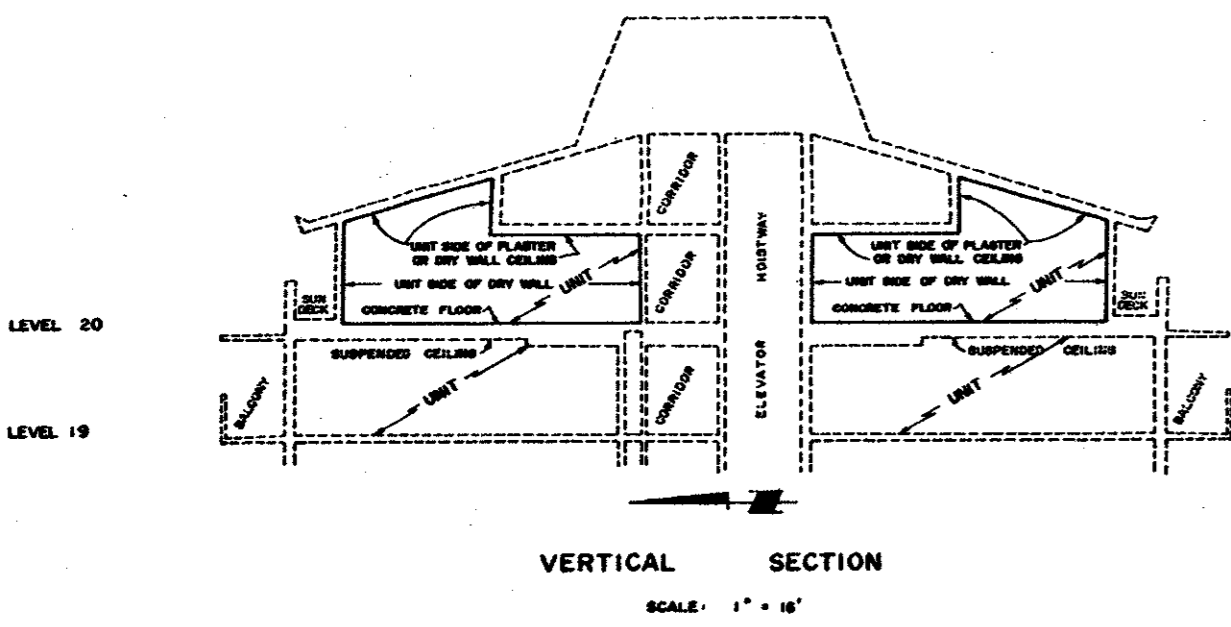 CORRIDOR
UNIT SIDE OF PLASTER
OR DRY WALL CEILING
UNIT SIDE OF DRY WALL
UNIT
CONCRETE FLOOR
SUN
DECK
CORRIDOR
ELEVATOR HOISTWAY
UNIT SIDE OF PLASTER
OR DRY WALL CEILING
UNIT SIDE OF DRY WALL
UNIT
CONCRETE FLOOR
SUN
DECK
LEVEL 20
SUSPENDED CEILING
UNIT
BALCONY
CORRIDOR
SUSPENDED CEILING
UNIT
BALCONY
LEVEL 19
VERTICAL SECTION
SCALE: 1" = 16'